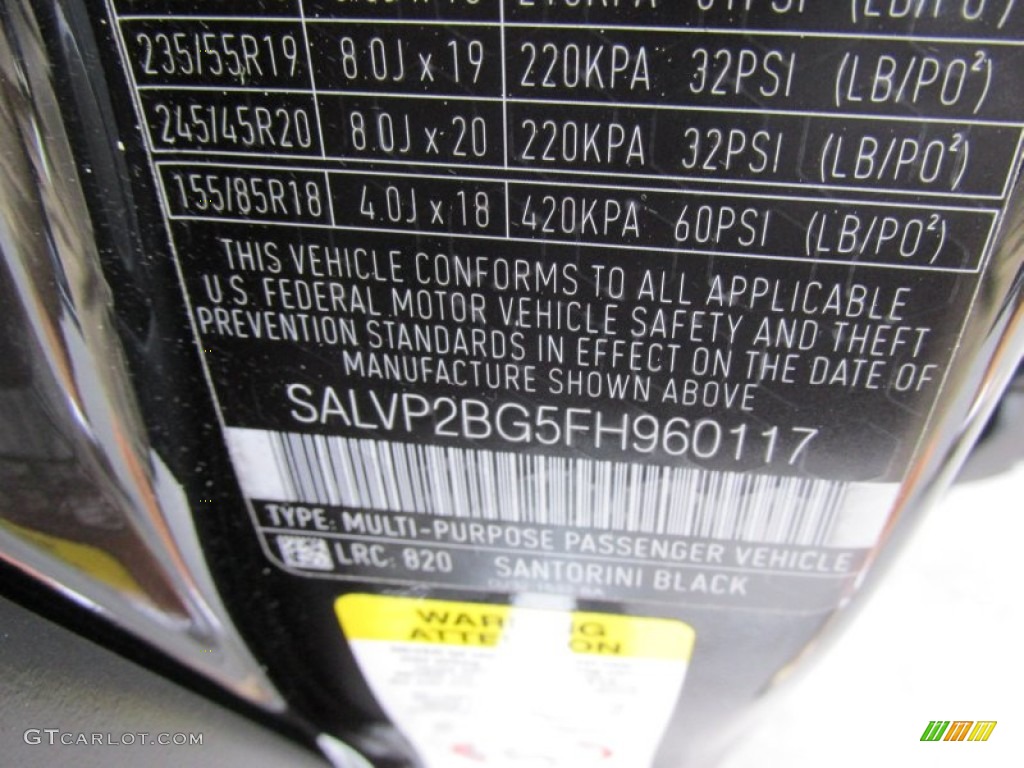 235/55R19 8.0J x 19 220KPA 32PSI (LB/PO²)
245/45R20 8.0J x 20 220KPA 32PSI (LB/PO²)
155/85R18 4.0J x 18 420KPA 60PSI (LB/PO²)
THIS VEHICLE CONFORMS TO ALL APPLICABLE
U.S. FEDERAL MOTOR VEHICLE SAFETY AND THEFT
PREVENTION STANDARDS IN EFFECT ON THE DATE OF
MANUFACTURE SHOWN ABOVE
SALVP2BG5FH960117
TYPE: MULTI-PURPOSE PASSENGER VEHICLE
LRC: 820 SANTORINI BLACK
GTCARLOT.COM